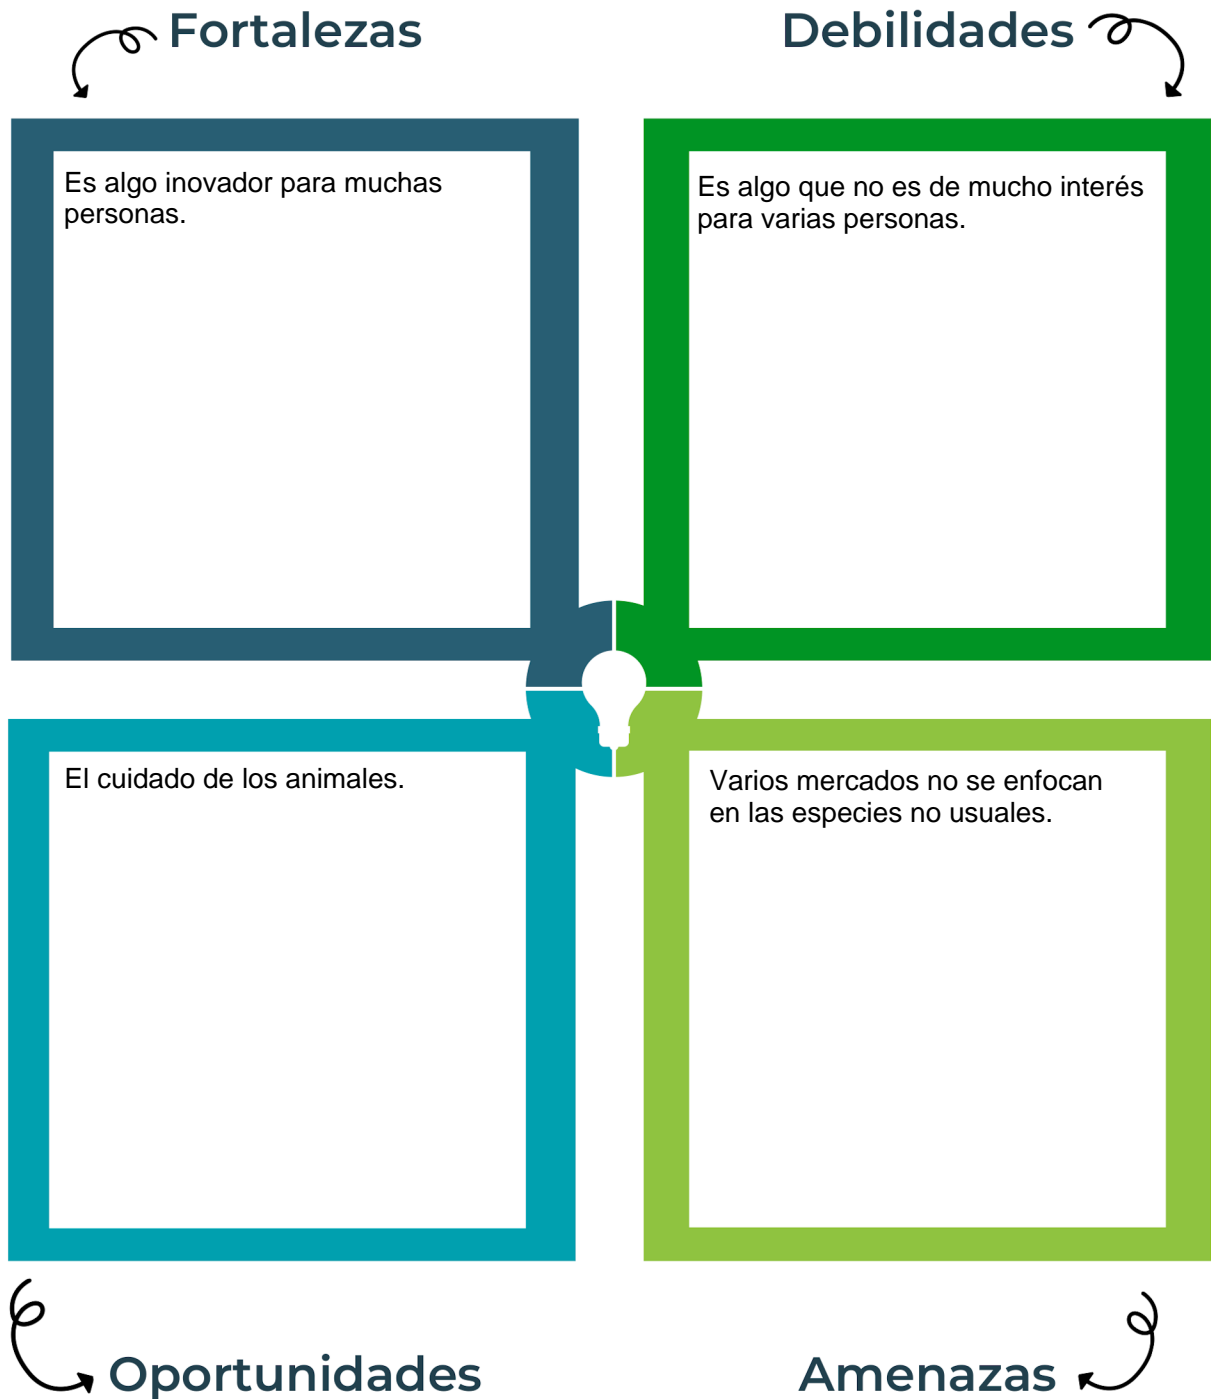 Fortalezas
Debilidades
Es algo inovador para muchas
personas.
Es algo que no es de mucho interés
para varias personas.
El cuidado de los animales.
Varios mercados no se enfocan
en las especies no usuales.
Oportunidades
Amenazas